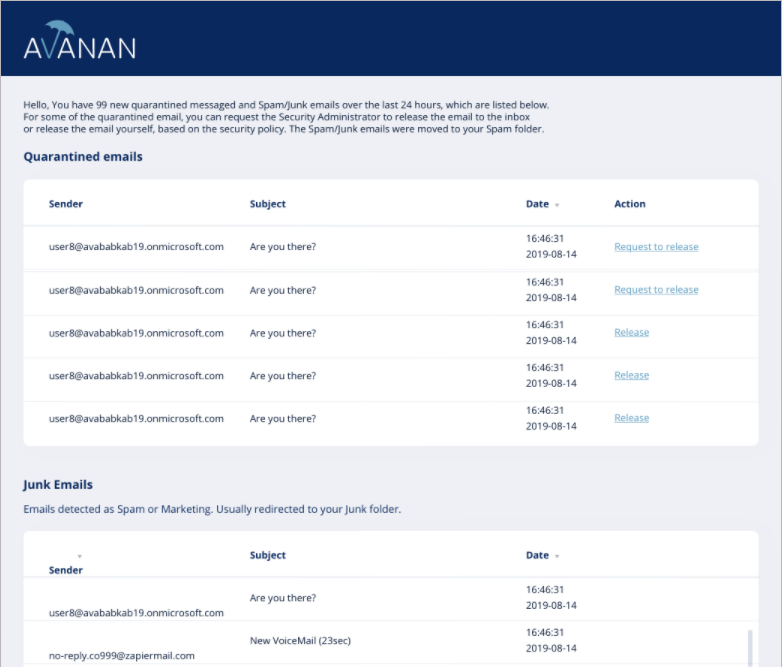 AVANAN
Hello, You have 99 new quarantined messaged and Spam/Junk emails over the last 24 hours, which are listed below.
For some of the quarantined email, you can request the Security Administrator to release the email to the inbox
or release the email yourself, based on the security policy. The Spam/Junk emails were moved to your Spam folder.
Quarantined emails
Sender Subject Date Action
user8@avababkab19.onmicrosoft.com Are you there? 16:46:31 2019-08-14 Request to release
user8@avababkab19.onmicrosoft.com Are you there? 16:46:31 2019-08-14 Request to release
user8@avababkab19.onmicrosoft.com Are you there? 16:46:31 2019-08-14 Release
user8@avababkab19.onmicrosoft.com Are you there? 16:46:31 2019-08-14 Release
user8@avababkab19.onmicrosoft.com Are you there? 16:46:31 2019-08-14 Release
Junk Emails
Emails detected as Spam or Marketing. Usually redirected to your Junk folder.
Sender Subject Date
user8@avababkab19.onmicrosoft.com Are you there? 16:46:31 2019-08-14
no-reply.co999@zapiermail.com New VoiceMail (23sec) 16:46:31 2019-08-14